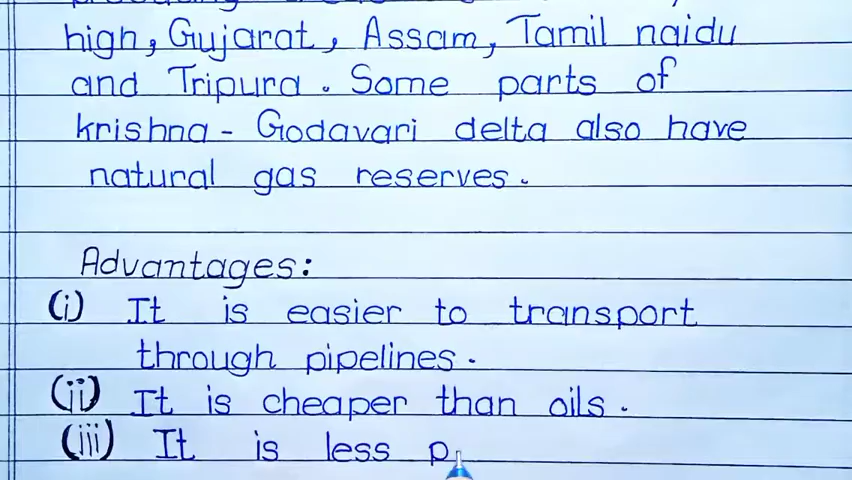 high, Gujarat, Assam, Tamil naidu
and Tripura. Some parts of
krishna - Godavari delta also have
natural gas reserves.
Advantages:
(i) It is easier to transport
through pipelines.
(ii) It is cheaper than oils.
(iii) It is less p